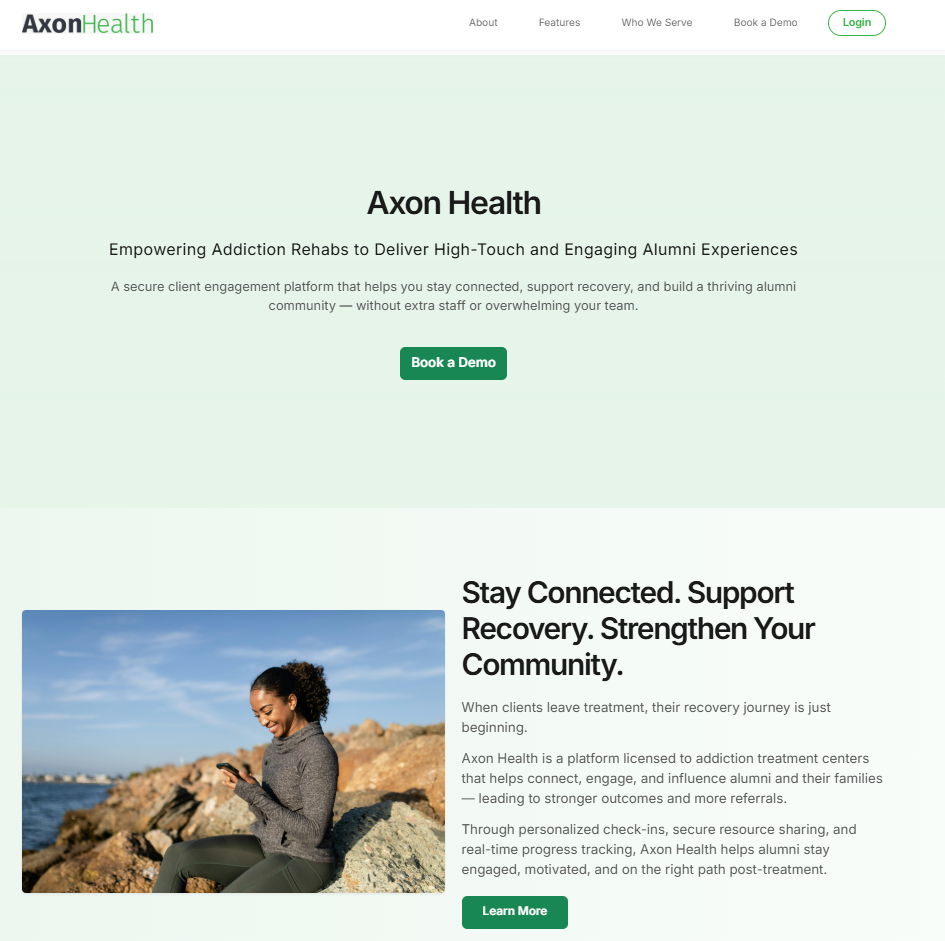 AxonHealth
About
Features
Who We Serve
Book a Demo
Login
Axon Health
Empowering Addiction Rehabs to Deliver High-Touch and Engaging Alumni Experiences
A secure client engagement platform that helps you stay connected, support recovery, and build a thriving alumni
community — without extra staff or overwhelming your team.
Book a Demo
Stay Connected. Support
Recovery. Strengthen Your
Community.
When clients leave treatment, their recovery journey is just
beginning.
Axon Health is a platform licensed to addiction treatment centers
that helps connect, engage, and influence alumni and their families
— leading to stronger outcomes and more referrals.
Through personalized check-ins, secure resource sharing, and
real-time progress tracking, Axon Health helps alumni stay
engaged, motivated, and on the right path post-treatment.
Learn More